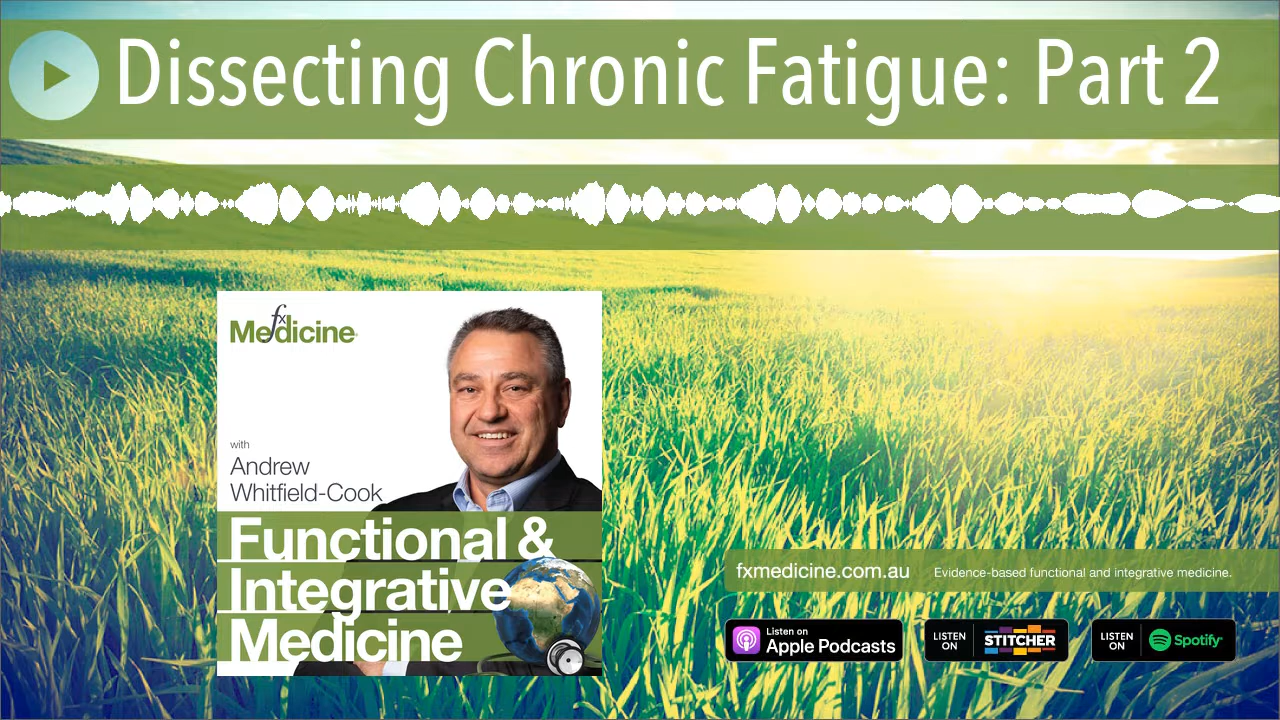 Dissecting Chronic Fatigue: Part 2
fx
Medicine
with
Andrew
Whitfield-Cook
Functional &
Integrative
Medicine
fxmedicine.com.au Evidence-based functional and integrative medicine.
Listen on
Apple Podcasts
LISTEN
ON
STITCHER
LISTEN
ON
Spotify